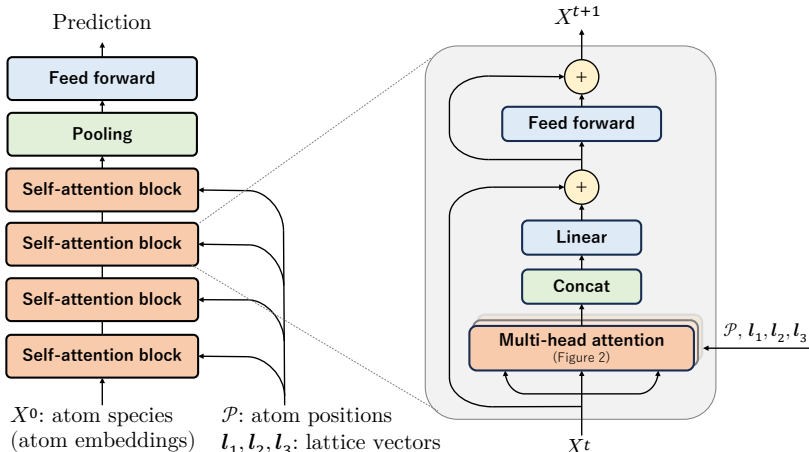 Prediction
Feed forward
Pooling
Self-attention block
Self-attention block
Self-attention block
Self-attention block
X⁰: atom species
(atom embeddings)
𝒫: atom positions
l₁, l₂, l₃: lattice vectors
Xᵗ⁺¹
+
Feed forward
+
Linear
Concat
Multi-head attention
(Figure 2)
𝒫, l₁, l₂, l₃
Xᵗ